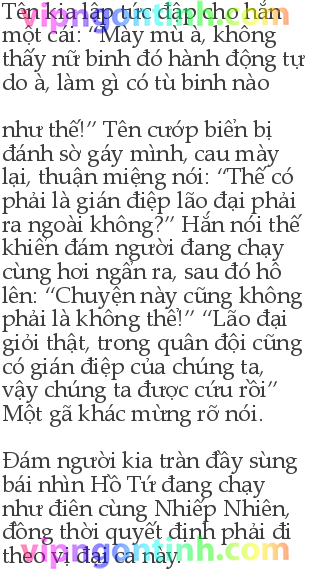 Tên kia lập tức đập cho hắn
một cái: “Mày mù à, không
thấy nữ binh đó hành động tự
do à, làm gì có tù binh nào
như thế!” Tên cướp biển bị
đánh sờ gáy mình, cau mày
lại, thuận miệng nói: “Thế có
phải là gián điệp lão đại phải
ra ngoài không?” Hắn nói thế
khiến đám người đang chạy
cùng hơi ngẩn ra, sau đó hô
lên: “Chuyện này cũng không
phải là không thể!” “Lão đại
giỏi thật, trong quân đội cũng
có gián điệp của chúng ta,
vậy chúng ta được cứu rồi”
Một gã khác mừng rỡ nói.
Đám người kia tràn đầy sùng
bái nhìn Hồ Tứ đang chạy
như điên cùng Nhiếp Nhiên,
đồng thời quyết định phải đi
theo vị đại ca này.
vipngontinh.com
vipngontinh.com